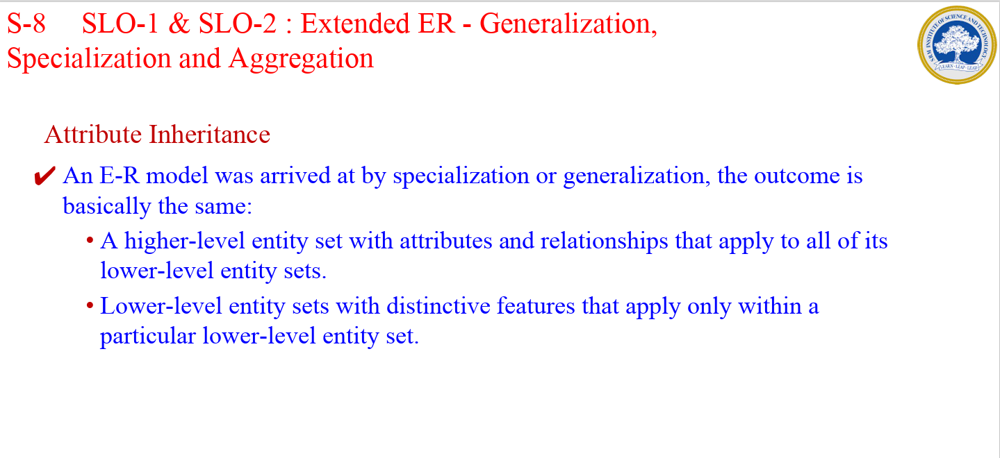 S-8 SLO-1 & SLO-2 : Extended ER - Generalization,
Specialization and Aggregation
SRM INSTITUTE OF SCIENCE AND TECHNOLOGY
LEARN - LEAP - LEAD
Attribute Inheritance
✔ An E-R model was arrived at by specialization or generalization, the outcome is
basically the same:
• A higher-level entity set with attributes and relationships that apply to all of its
lower-level entity sets.
• Lower-level entity sets with distinctive features that apply only within a
particular lower-level entity set.